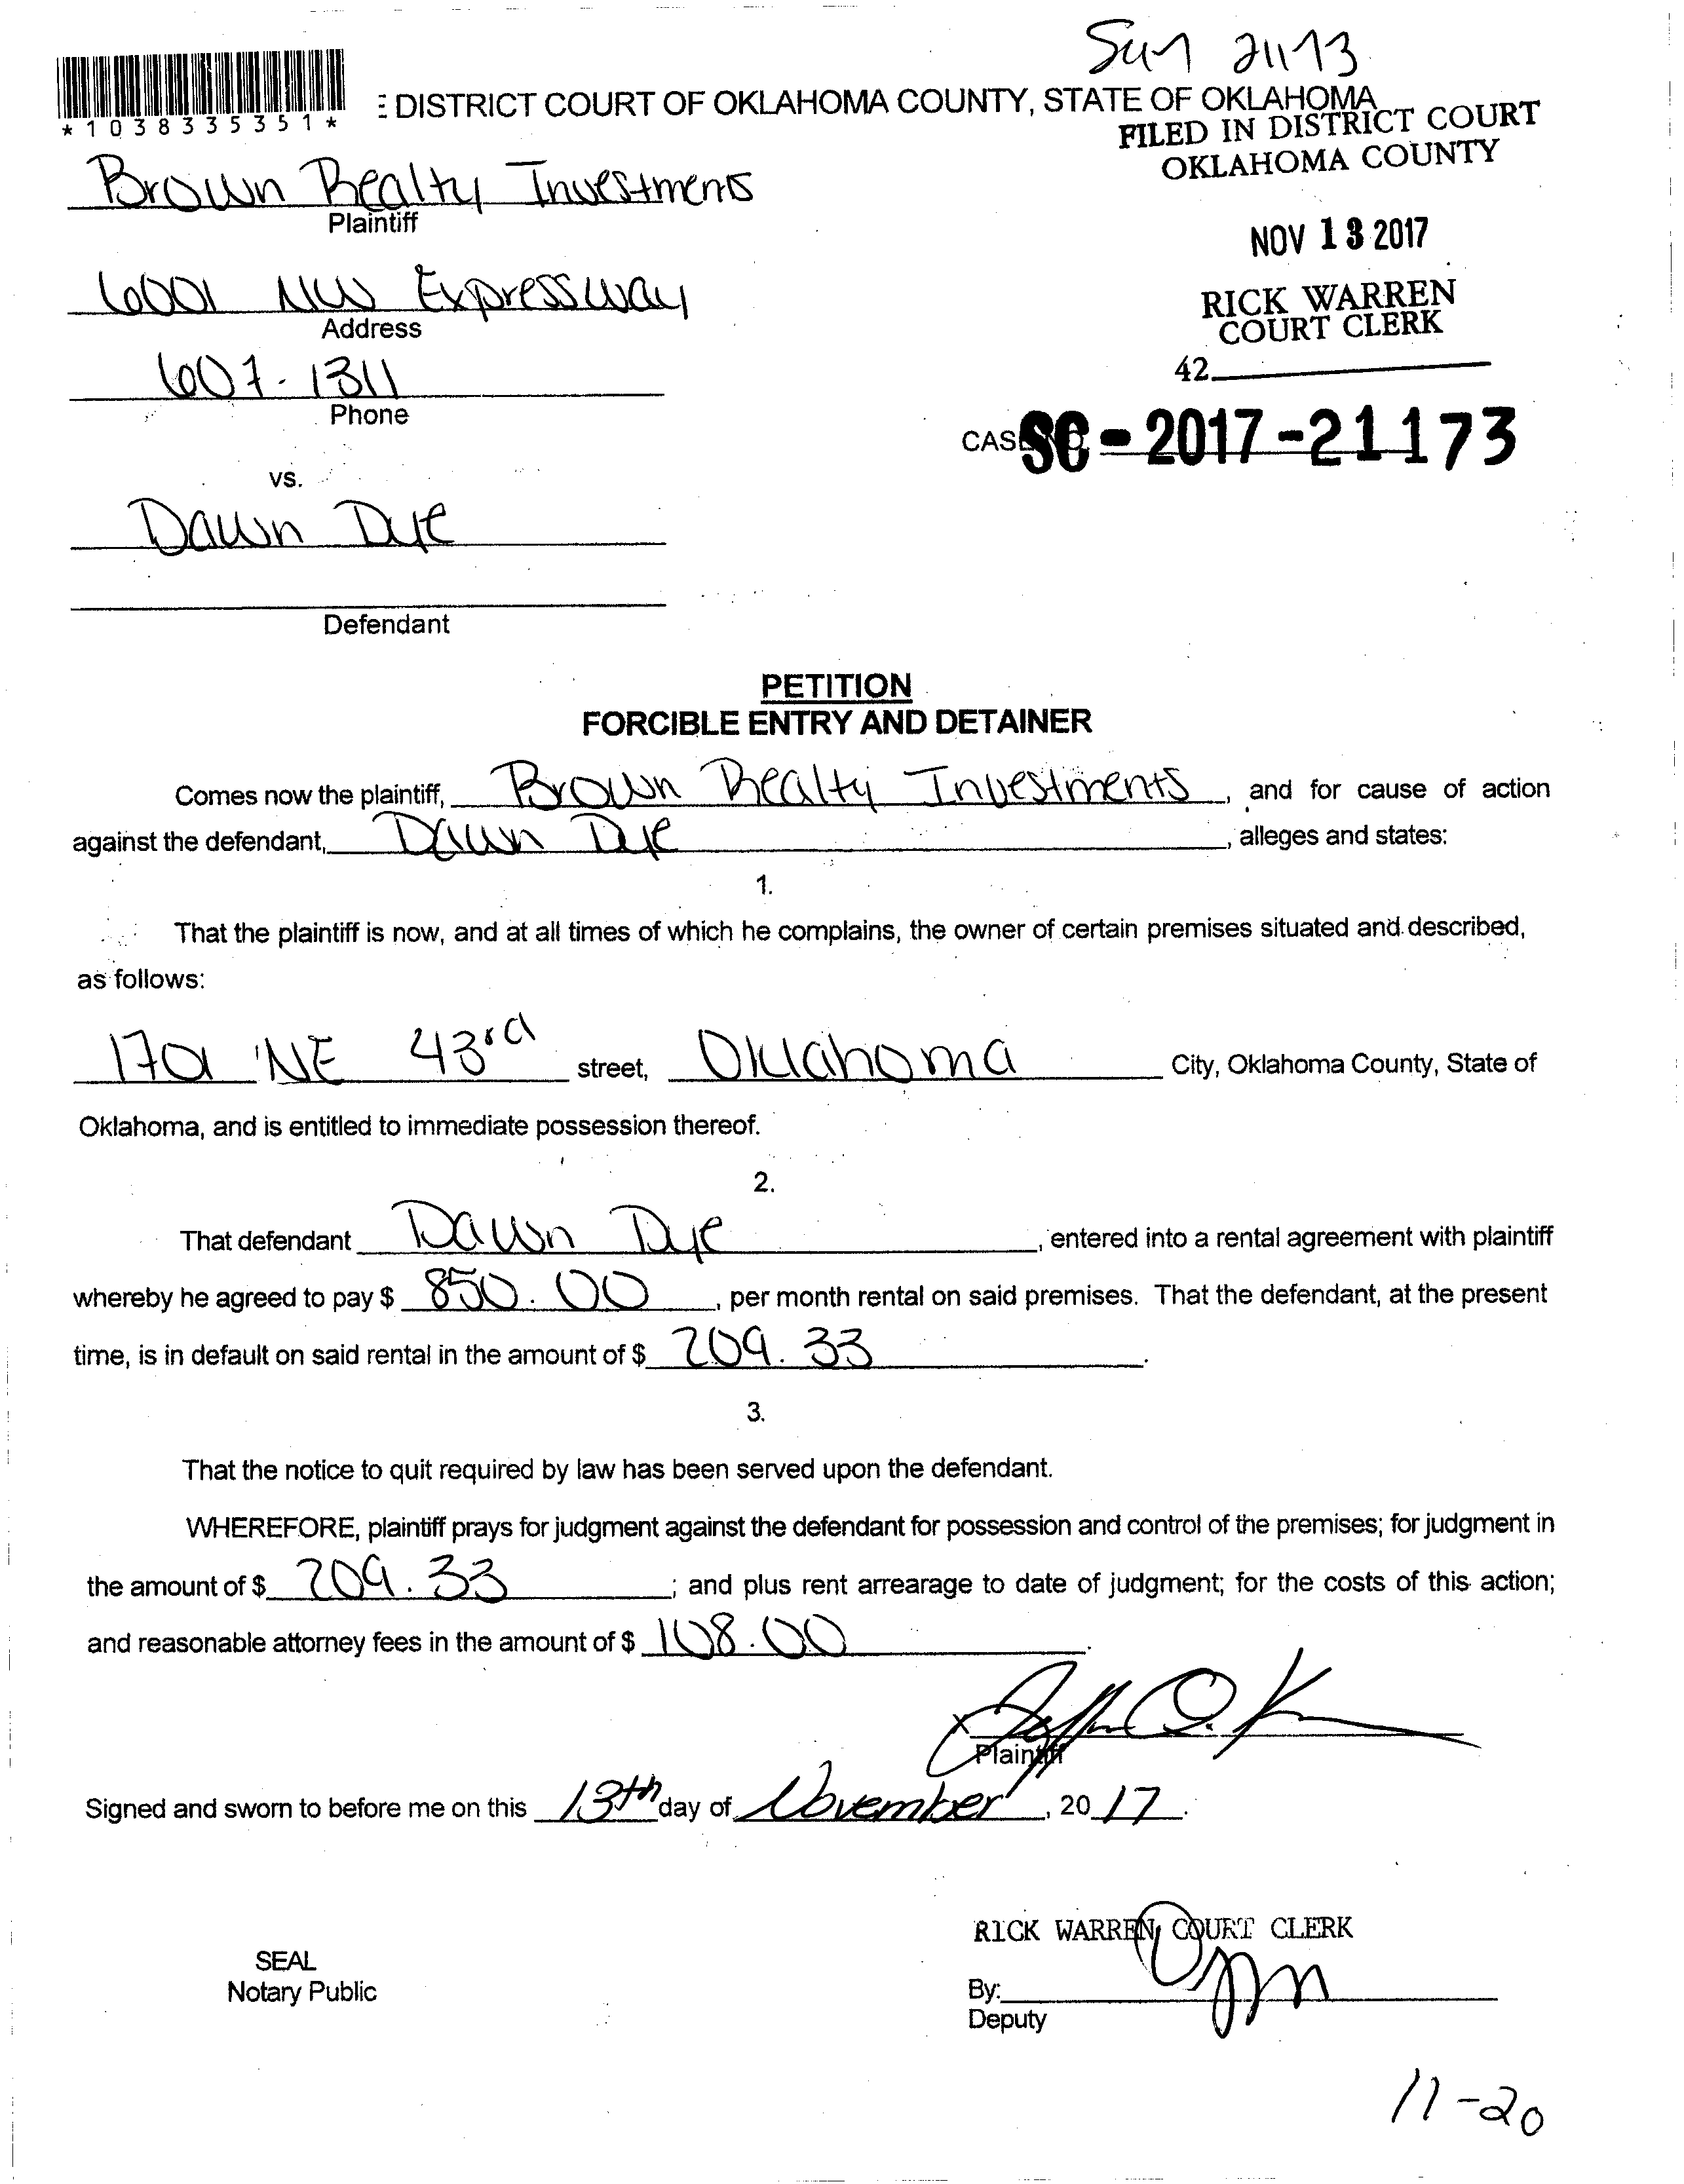 Sun 21173
*1038335351*
E DISTRICT COURT OF OKLAHOMA COUNTY, STATE OF OKLAHOMA
FILED IN DISTRICT COURT
OKLAHOMA COUNTY
Brown Realty Investments
Plaintiff
NOV 13 2017
6001 NW Expressway
Address
RICK WARREN
COURT CLERK
607-1311
42
Phone
CASE NO. SC-2017-21173
vs.
Dawn Dye
Defendant
PETITION
FORCIBLE ENTRY AND DETAINER
Comes now the plaintiff, Brown Realty Investments, and for cause of action
against the defendant, Dawn Dye, alleges and states:
1.
That the plaintiff is now, and at all times of which he complains, the owner of certain premises situated and described,
as follows:
1701 NE 43rd street, Oklahoma City, Oklahoma County, State of
Oklahoma, and is entitled to immediate possession thereof.
2.
That defendant Dawn Dye, entered into a rental agreement with plaintiff
whereby he agreed to pay $ 850.00, per month rental on said premises. That the defendant, at the present
time, is in default on said rental in the amount of $ 209.33.
3.
That the notice to quit required by law has been served upon the defendant.
WHEREFORE, plaintiff prays for judgment against the defendant for possession and control of the premises; for judgment in
the amount of $ 209.33; and plus rent arrearage to date of judgment; for the costs of this action;
and reasonable attorney fees in the amount of $ 108.00.
x
Plaintiff
Signed and sworn to before me on this 13th day of November, 2017.
RICK WARREN, COURT CLERK
SEAL
Notary Public
By:
Deputy
11-20